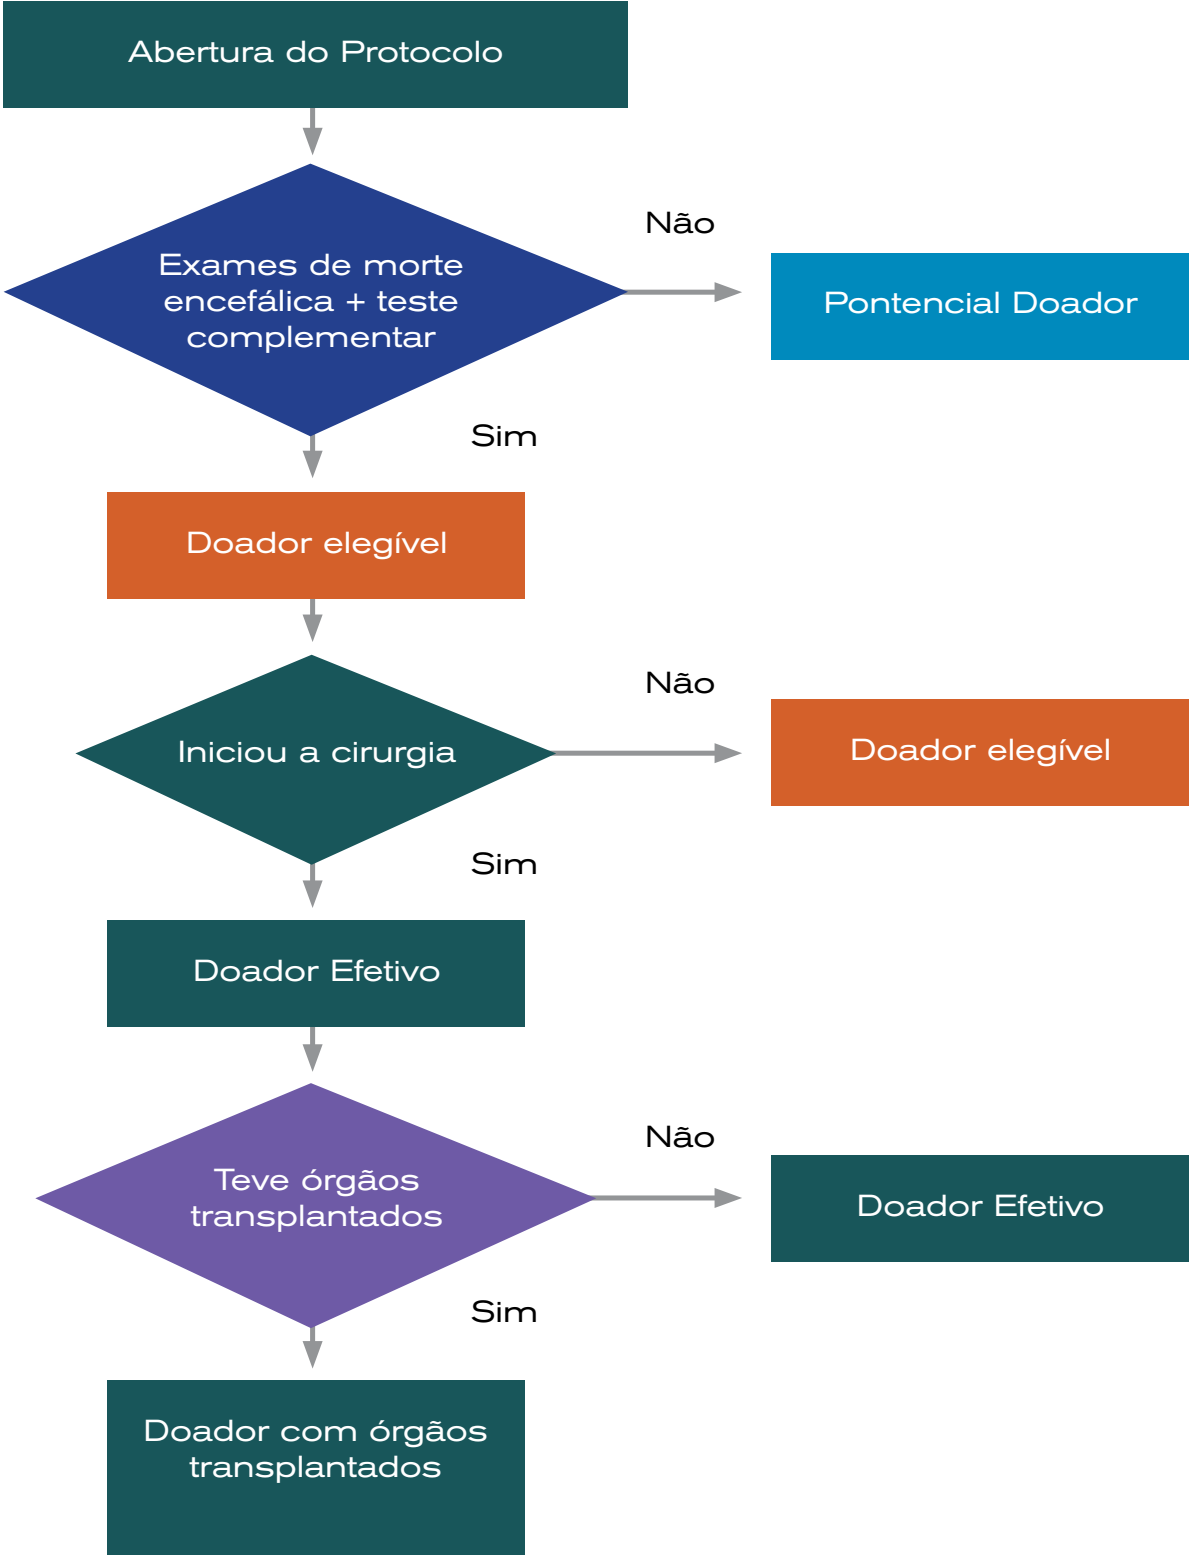 Abertura do Protocolo
Não
Exames de morte
encefálica + teste
complementar
Pontencial Doador
Sim
Doador elegível
Não
Iniciou a cirurgia
Doador elegível
Sim
Doador Efetivo
Não
Teve órgãos
transplantados
Doador Efetivo
Sim
Doador com órgãos
transplantados